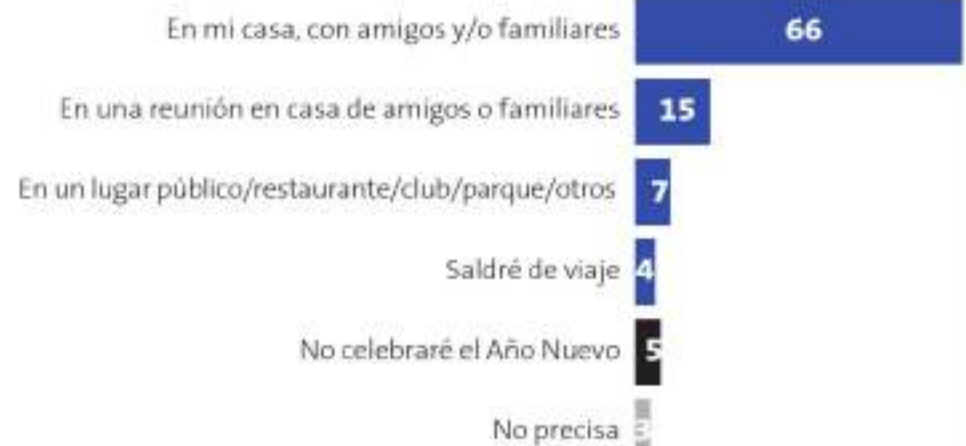 En mi casa, con amigos y/o familiares 66
En una reunión en casa de amigos o familiares 15
En un lugar público/restaurante/club/parque/otros 7
Saldré de viaje 4
No celebraré el Año Nuevo 5
No precisa